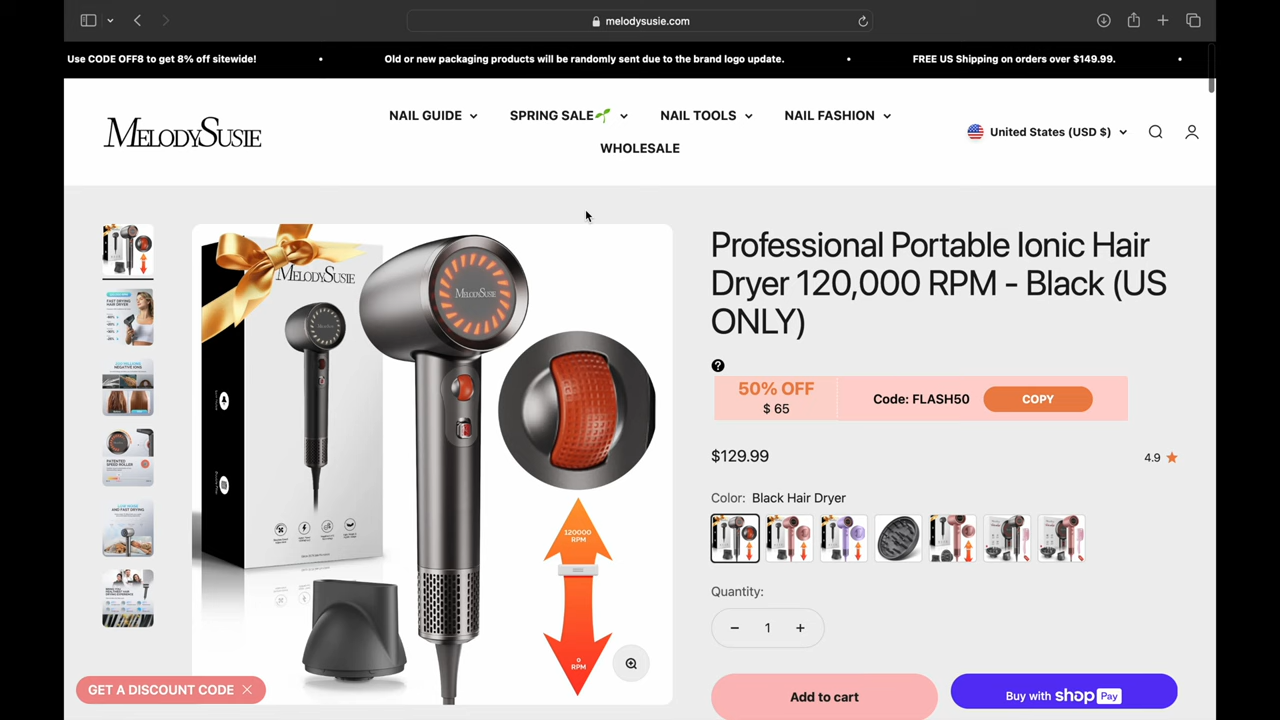 melodysusie.com
Use CODE OFF8 to get 8% off sitewide!
Old or new packaging products will be randomly sent due to the brand logo update.
FREE US Shipping on orders over $149.99.
MELODYSUSIE
NAIL GUIDE
SPRING SALE🌱
NAIL TOOLS
NAIL FASHION
WHOLESALE
United States (USD $)
MELODYSUSIE
MELODYSUSIE
120000
RPM
0
RPM
Professional Portable Ionic Hair
Dryer 120,000 RPM - Black (US
ONLY)
?
50% OFF
$ 65
Code: FLASH50
COPY
$129.99
4.9
Color: Black Hair Dryer
Quantity:
1
GET A DISCOUNT CODE
Add to cart
Buy with shop Pay